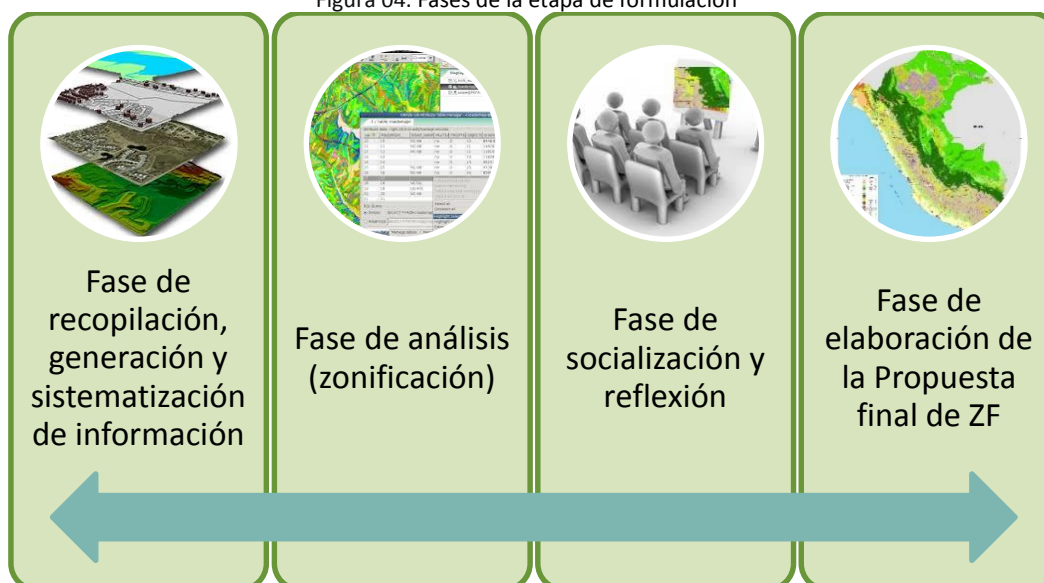 Figura 04. Fases de la etapa de formulación
Fase de
recopilación,
generación y
sistematización
de información
Fase de análisis
(zonificación)
Fase de
socialización y
reflexión
Fase de
elaboración de
la Propuesta
final de ZF